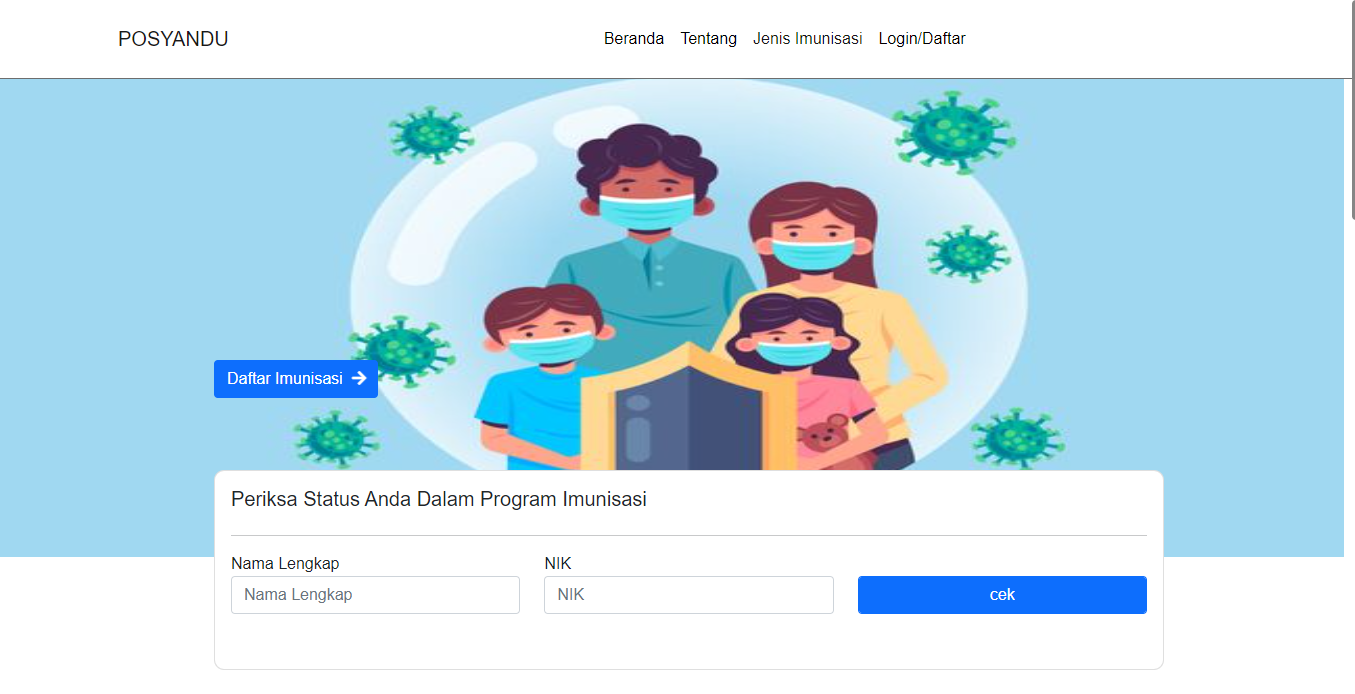 POSYANDU
Beranda Tentang Jenis Imunisasi Login/Daftar
Daftar Imunisasi
Periksa Status Anda Dalam Program Imunisasi
Nama Lengkap NIK
Nama Lengkap NIK cek